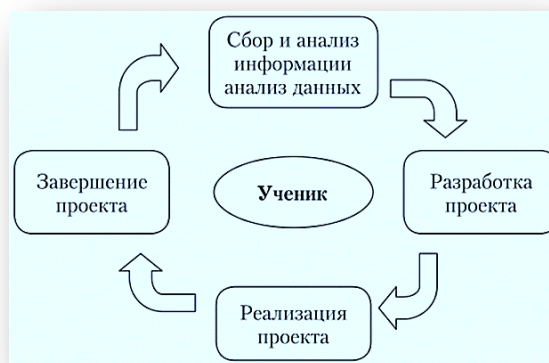 Сбор и анализ
информации
анализ данных
Завершение
проекта
Ученик
Разработка
проекта
Реализация
проекта